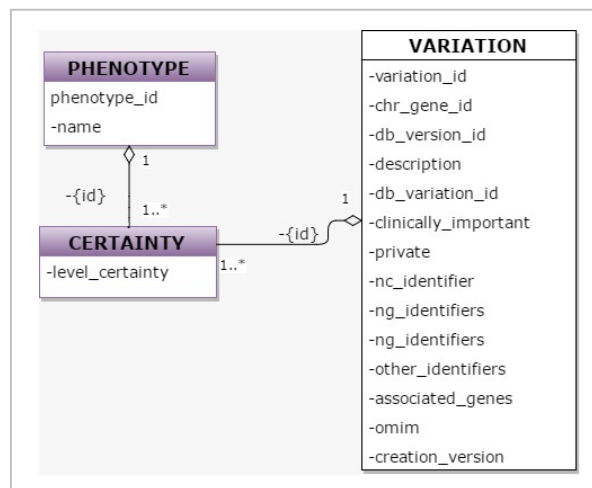 PHENOTYPE
phenotype_id
-name
1
-{id}
1..*
CERTAINTY
-level_certainty
1..*
-{id}
1
VARIATION
-variation_id
-chr_gene_id
-db_version_id
-description
-db_variation_id
-clinically_important
-private
-nc_identifier
-ng_identifiers
-ng_identifiers
-other_identifiers
-associated_genes
-omim
-creation_version